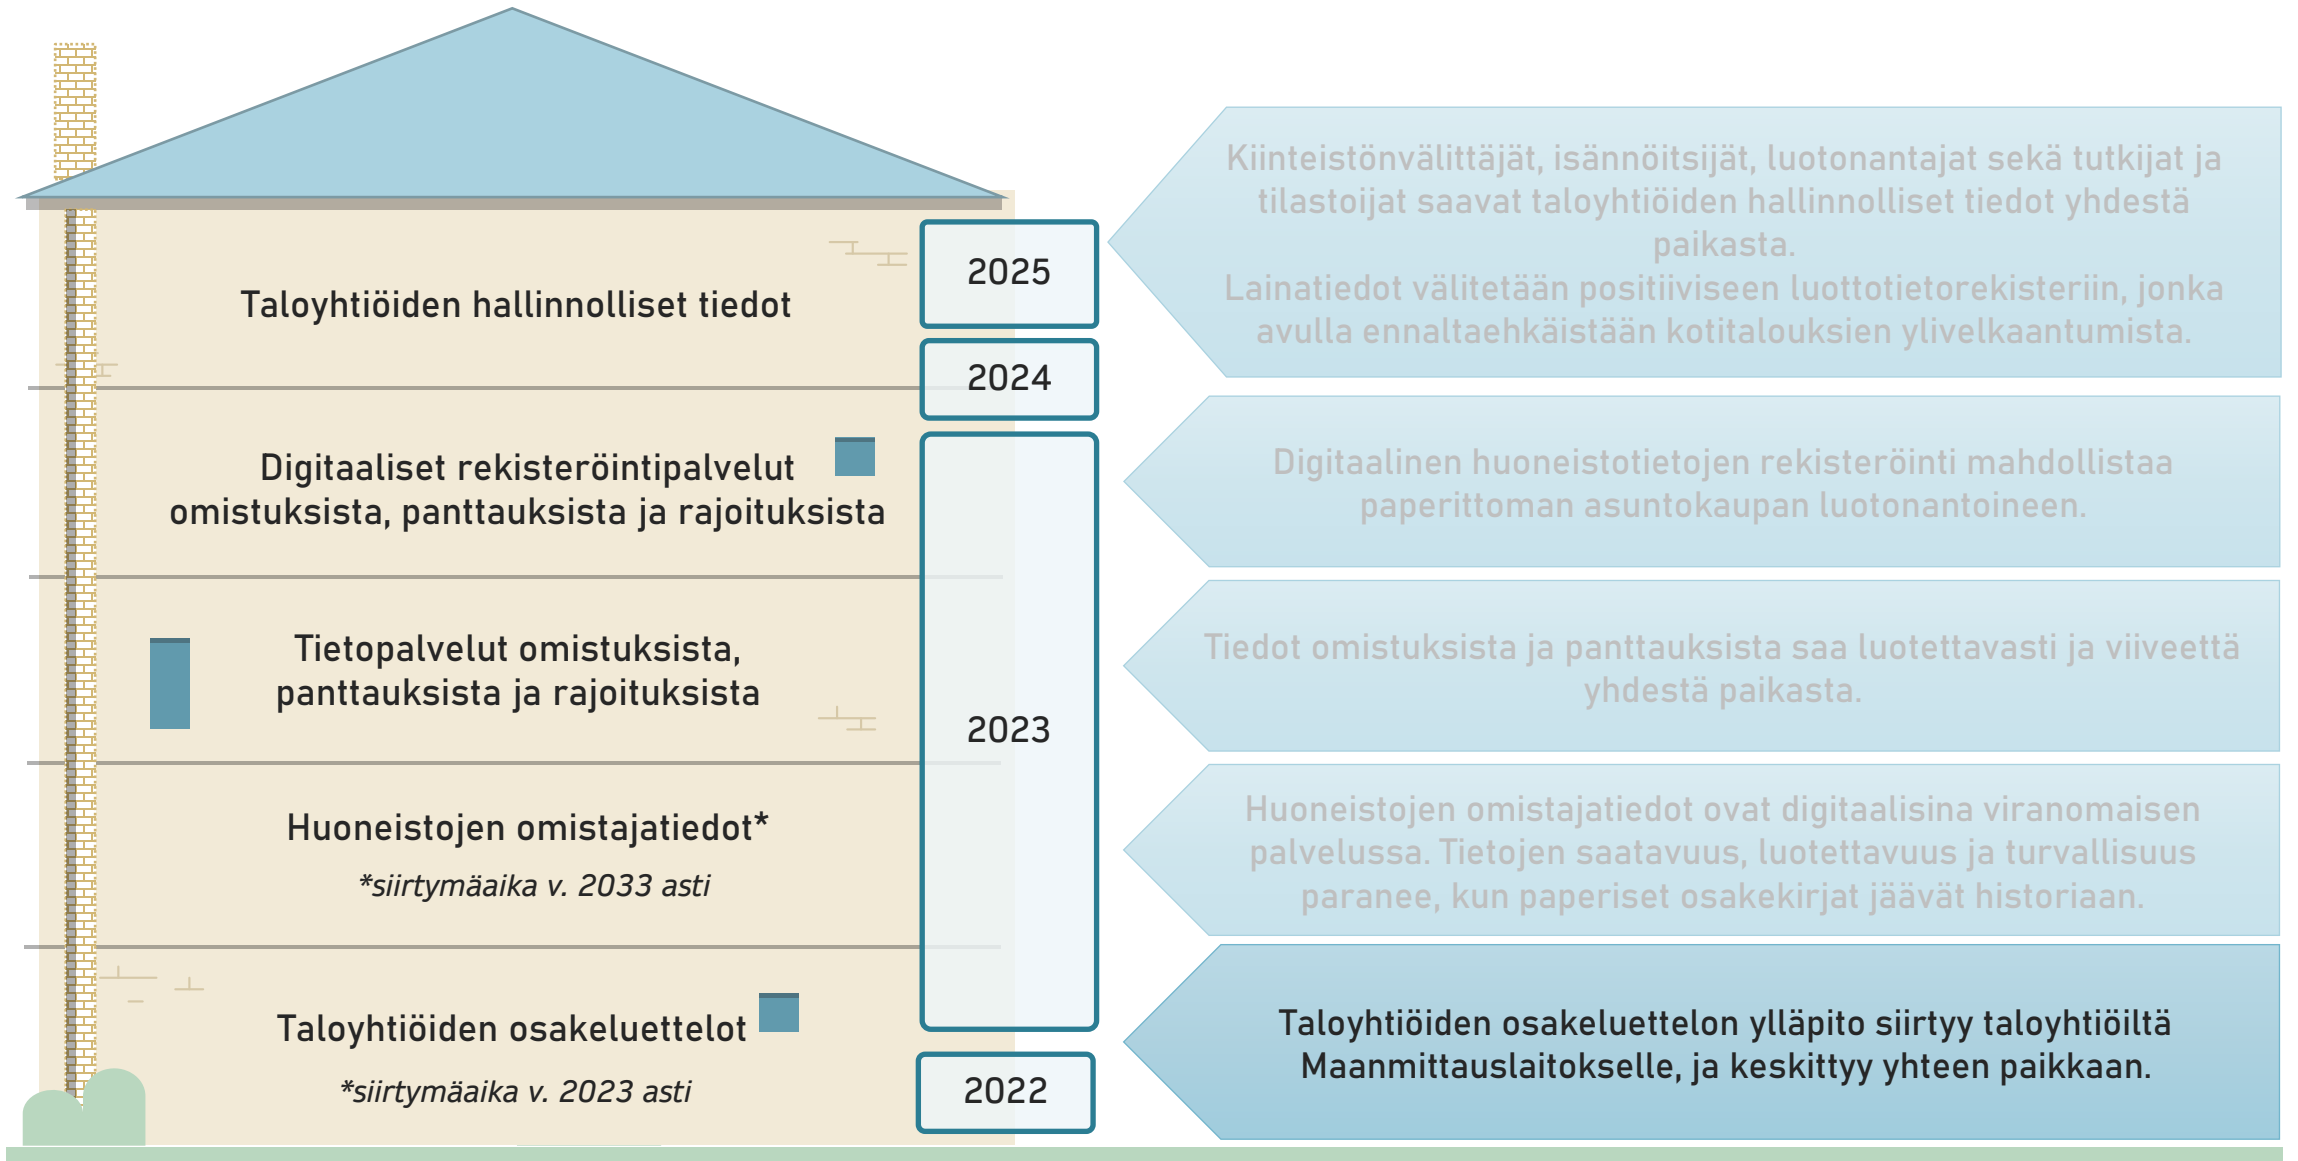 Taloyhtiöiden hallinnolliset tiedot
Digitaaliset rekisteröintipalvelut
omistuksista, panttauksista ja rajoituksista
Tietopalvelut omistuksista,
panttauksista ja rajoituksista
Huoneistojen omistajatiedot*
*siirtymäaika v. 2033 asti
Taloyhtiöiden osakeluettelot
*siirtymäaika v. 2023 asti
2025
2024
2023
2022
Kiinteistönvälittäjät, isännöitsijät, luotonantajat sekä tutkijat ja
tilastoijat saavat taloyhtiöiden hallinnolliset tiedot yhdestä
paikasta.
Lainatiedot välitetään positiiviseen luottotietorekisteriin, jonka
avulla ennaltaehkäistään kotitalouksien ylivelkaantumista.
Digitaalinen huoneistotietojen rekisteröinti mahdollistaa
paperittoman asuntokaupan luotonantoineen.
Tiedot omistuksista ja panttauksista saa luotettavasti ja viiveettä
yhdestä paikasta.
Huoneistojen omistajatiedot ovat digitaalisina viranomaisen
palvelussa. Tietojen saatavuus, luotettavuus ja turvallisuus
paranee, kun paperiset osakekirjat jäävät historiaan.
Taloyhtiöiden osakeluettelon ylläpito siirtyy taloyhtiöiltä
Maanmittauslaitokselle, ja keskittyy yhteen paikkaan.